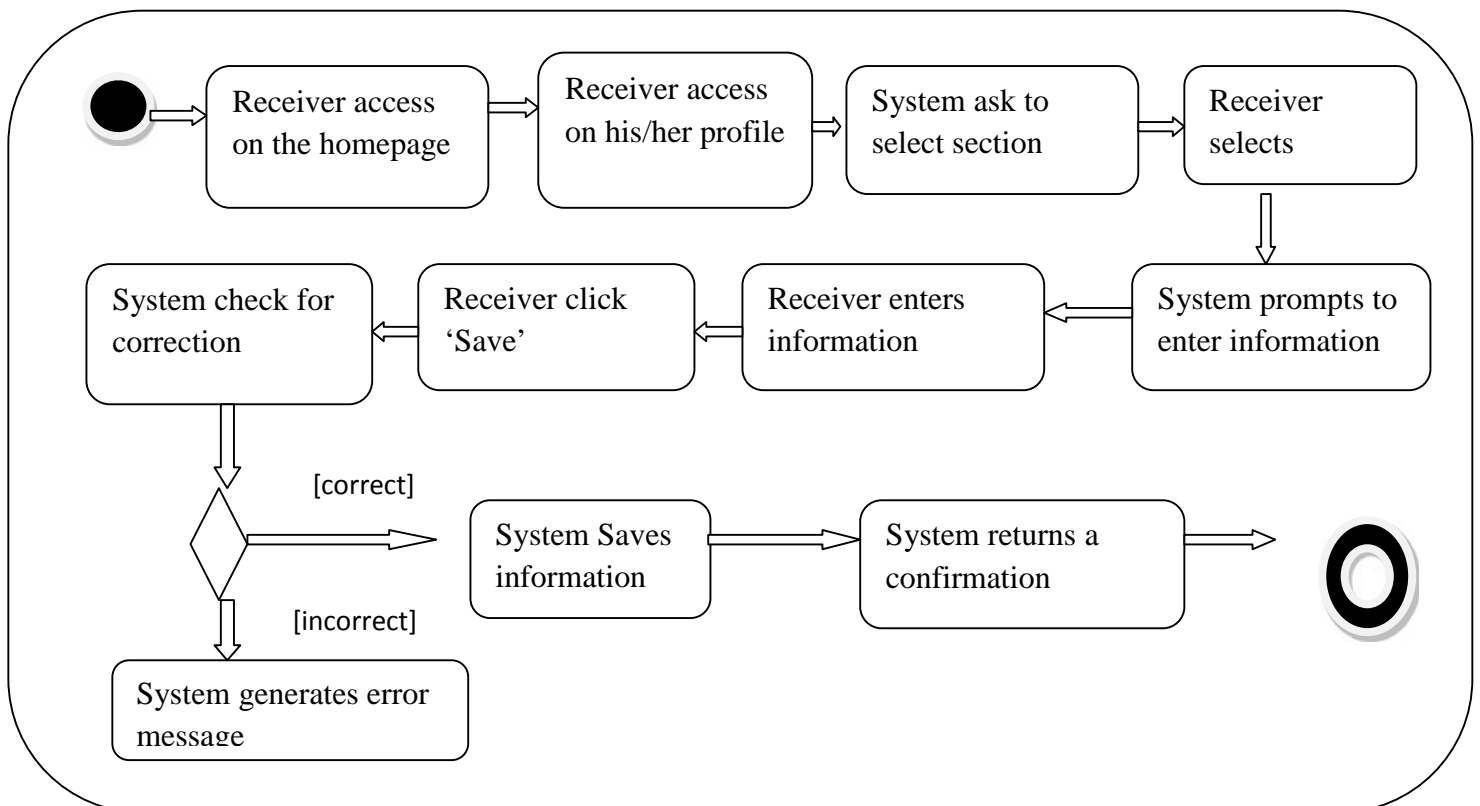 Receiver access
on the homepage
Receiver access
on his/her profile
System ask to
select section
Receiver
selects
System prompts to
enter information
Receiver enters
information
Receiver click
‘Save’
System check for
correction
[correct]
System Saves
information
System returns a
confirmation
[incorrect]
System generates error
message